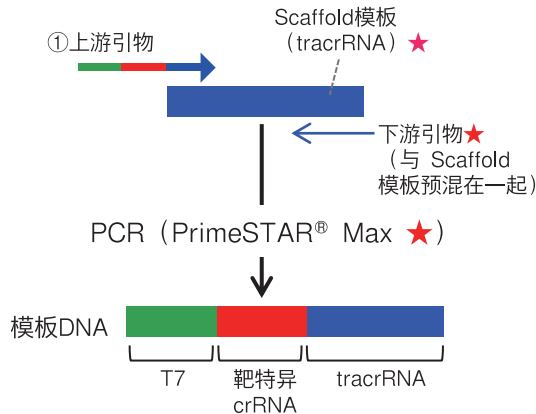 Scaffold模板
(tracrRNA) ★
①上游引物
下游引物★
(与 Scaffold
模板预混在一起)
PCR (PrimeSTAR® Max ★)
模板DNA
T7
靶特异
crRNA
tracrRNA